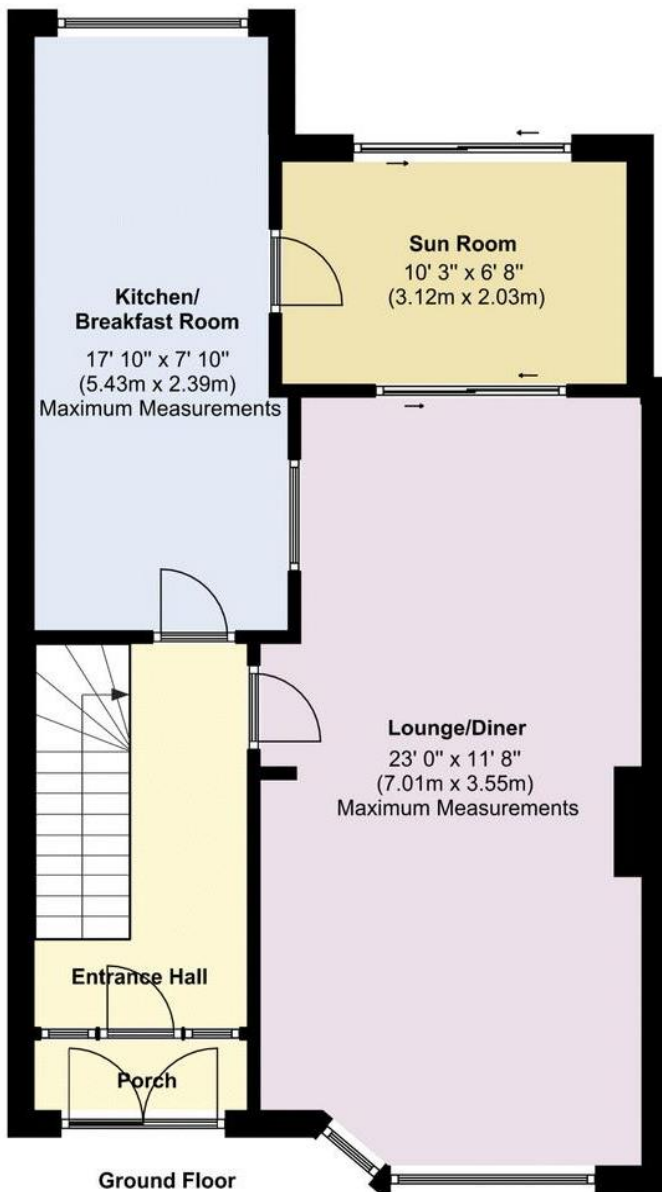 Sun Room
10' 3" x 6' 8"
(3.12m x 2.03m)
Kitchen/
Breakfast Room
17' 10" x 7' 10"
(5.43m x 2.39m)
Maximum Measurements
Lounge/Diner
23' 0" x 11' 8"
(7.01m x 3.55m)
Maximum Measurements
Entrance Hall
Porch
Ground Floor